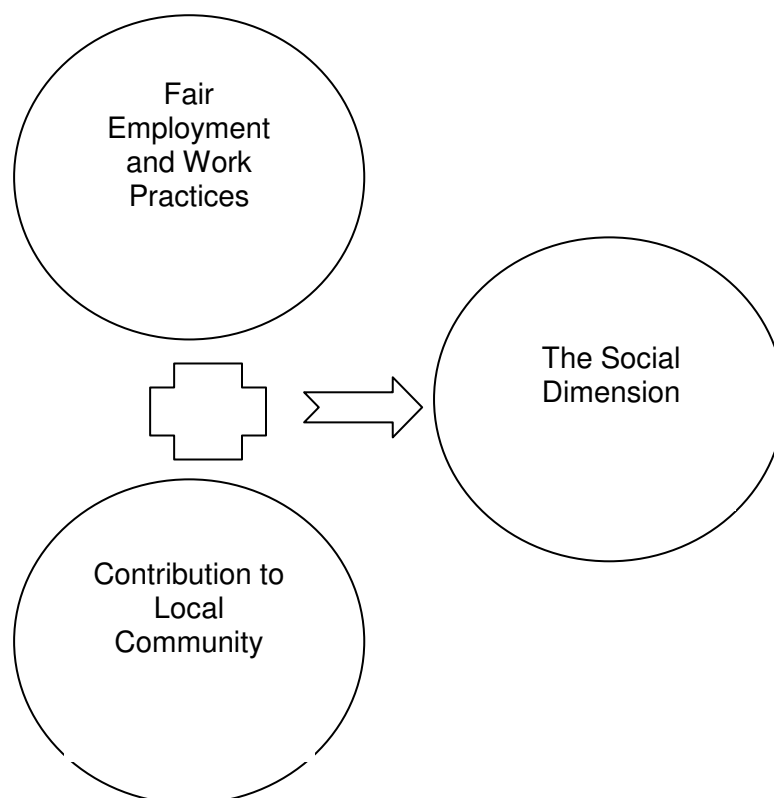 Fair
Employment
and Work
Practices
The Social
Dimension
Contribution to
Local
Community